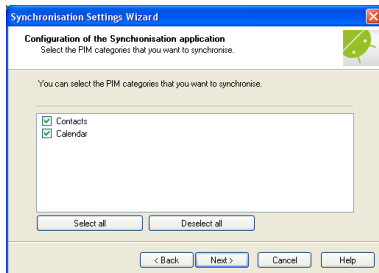 Synchronisation Settings Wizard
Configuration of the Synchronisation application
Select the PIM categories that you want to synchronise.
You can select the PIM categories that you want to synchronise.
Contacts
Calendar
Select all Deselect all
< Back Next > Cancel Help